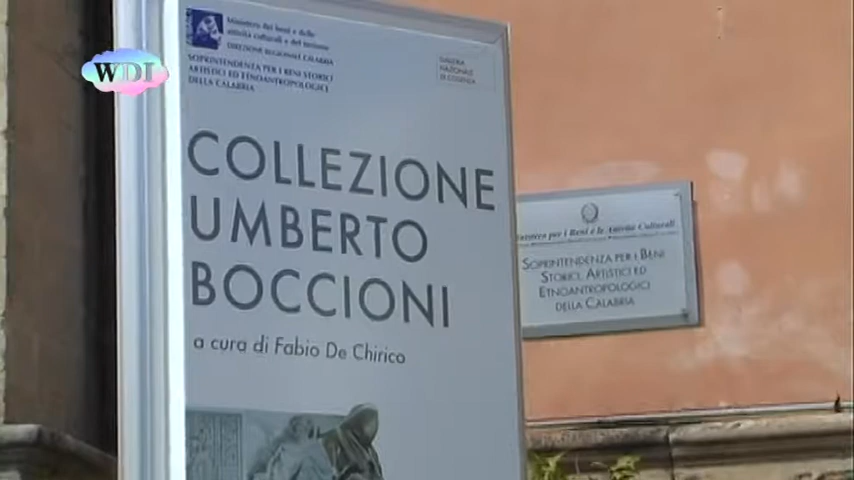 WDI
Ministero dei beni e delle
attività culturali e del turismo
DIREZIONE REGIONALE CALABRIA
SOPRINTENDENZA PER I BENI STORICI
ARTISTICI ED ETNOANTROPOLOGICI
DELLA CALABRIA
GALLERIA
NAZIONALE
DI COSENZA
COLLEZIONE
UMBERTO
BOCCIONI
a cura di Fabio De Chirico
Ministero per i Beni e le Attività Culturali
SOPRINTENDENZA PER I BENI
STORICI, ARTISTICI ED
ETNOANTROPOLOGICI
DELLA CALABRIA